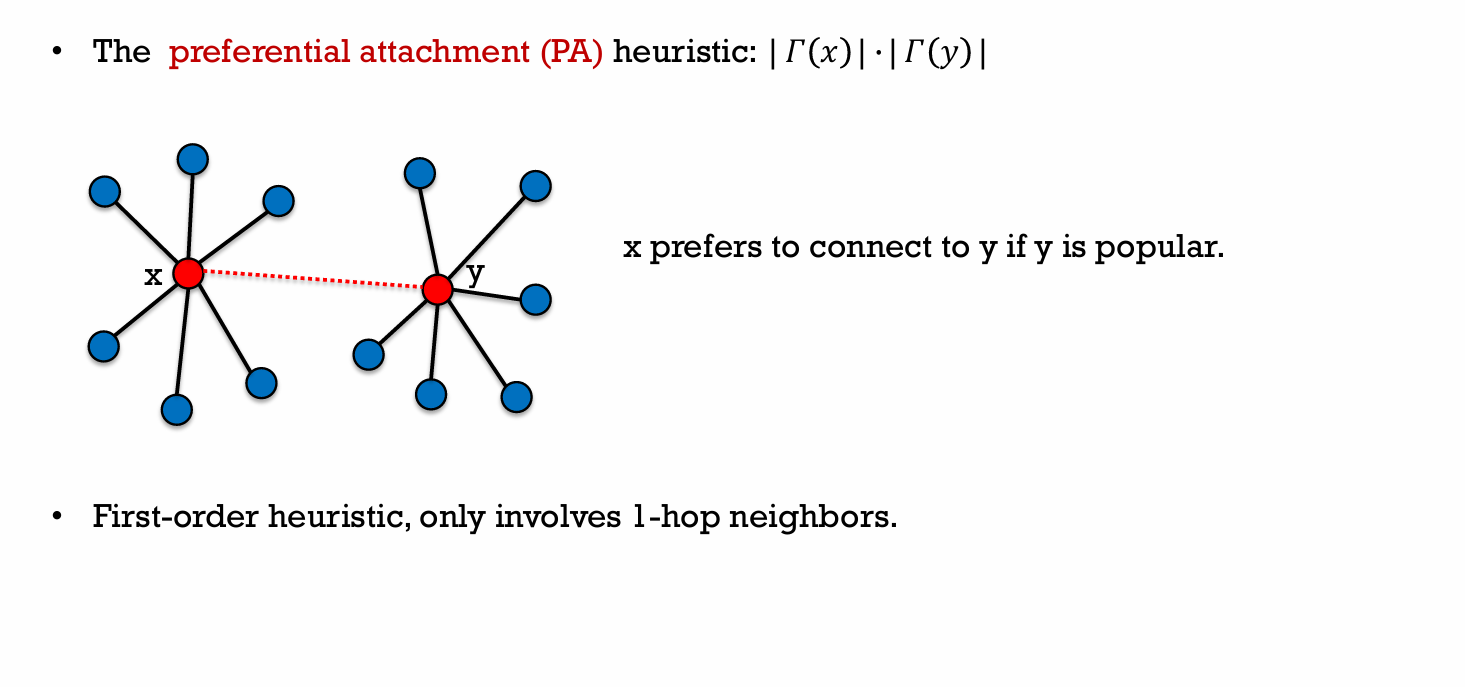 • The preferential attachment (PA) heuristic: |Γ(x)|·|Γ(y)|
x prefers to connect to y if y is popular.
x
y
• First-order heuristic, only involves 1-hop neighbors.